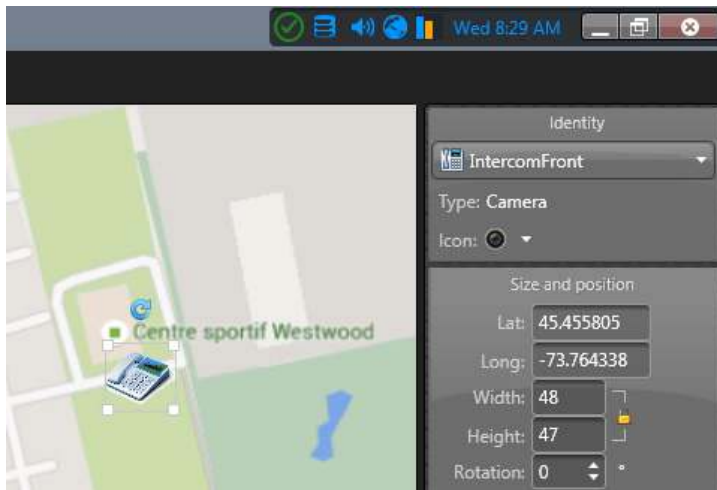 Wed 8:29 AM
Identity
IntercomFront
Type: Camera
Icon:
Centre sportif Westwood
Size and position
Lat: 45.455805
Long: -73.764338
Width: 48
Height: 47
Rotation: 0 °